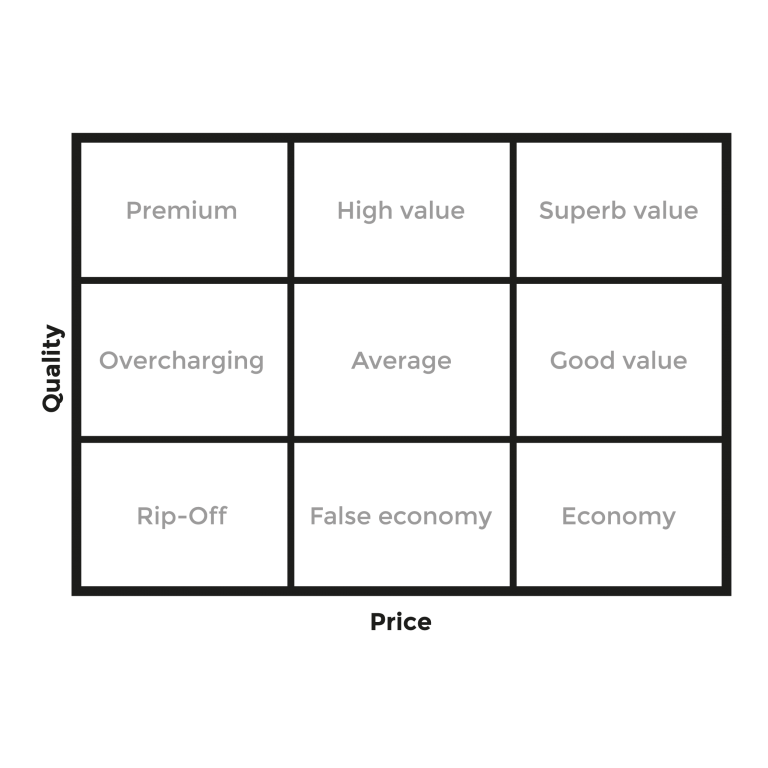 Premium
High value
Superb value
Quality
Overcharging
Average
Good value
Rip-Off
False economy
Economy
Price